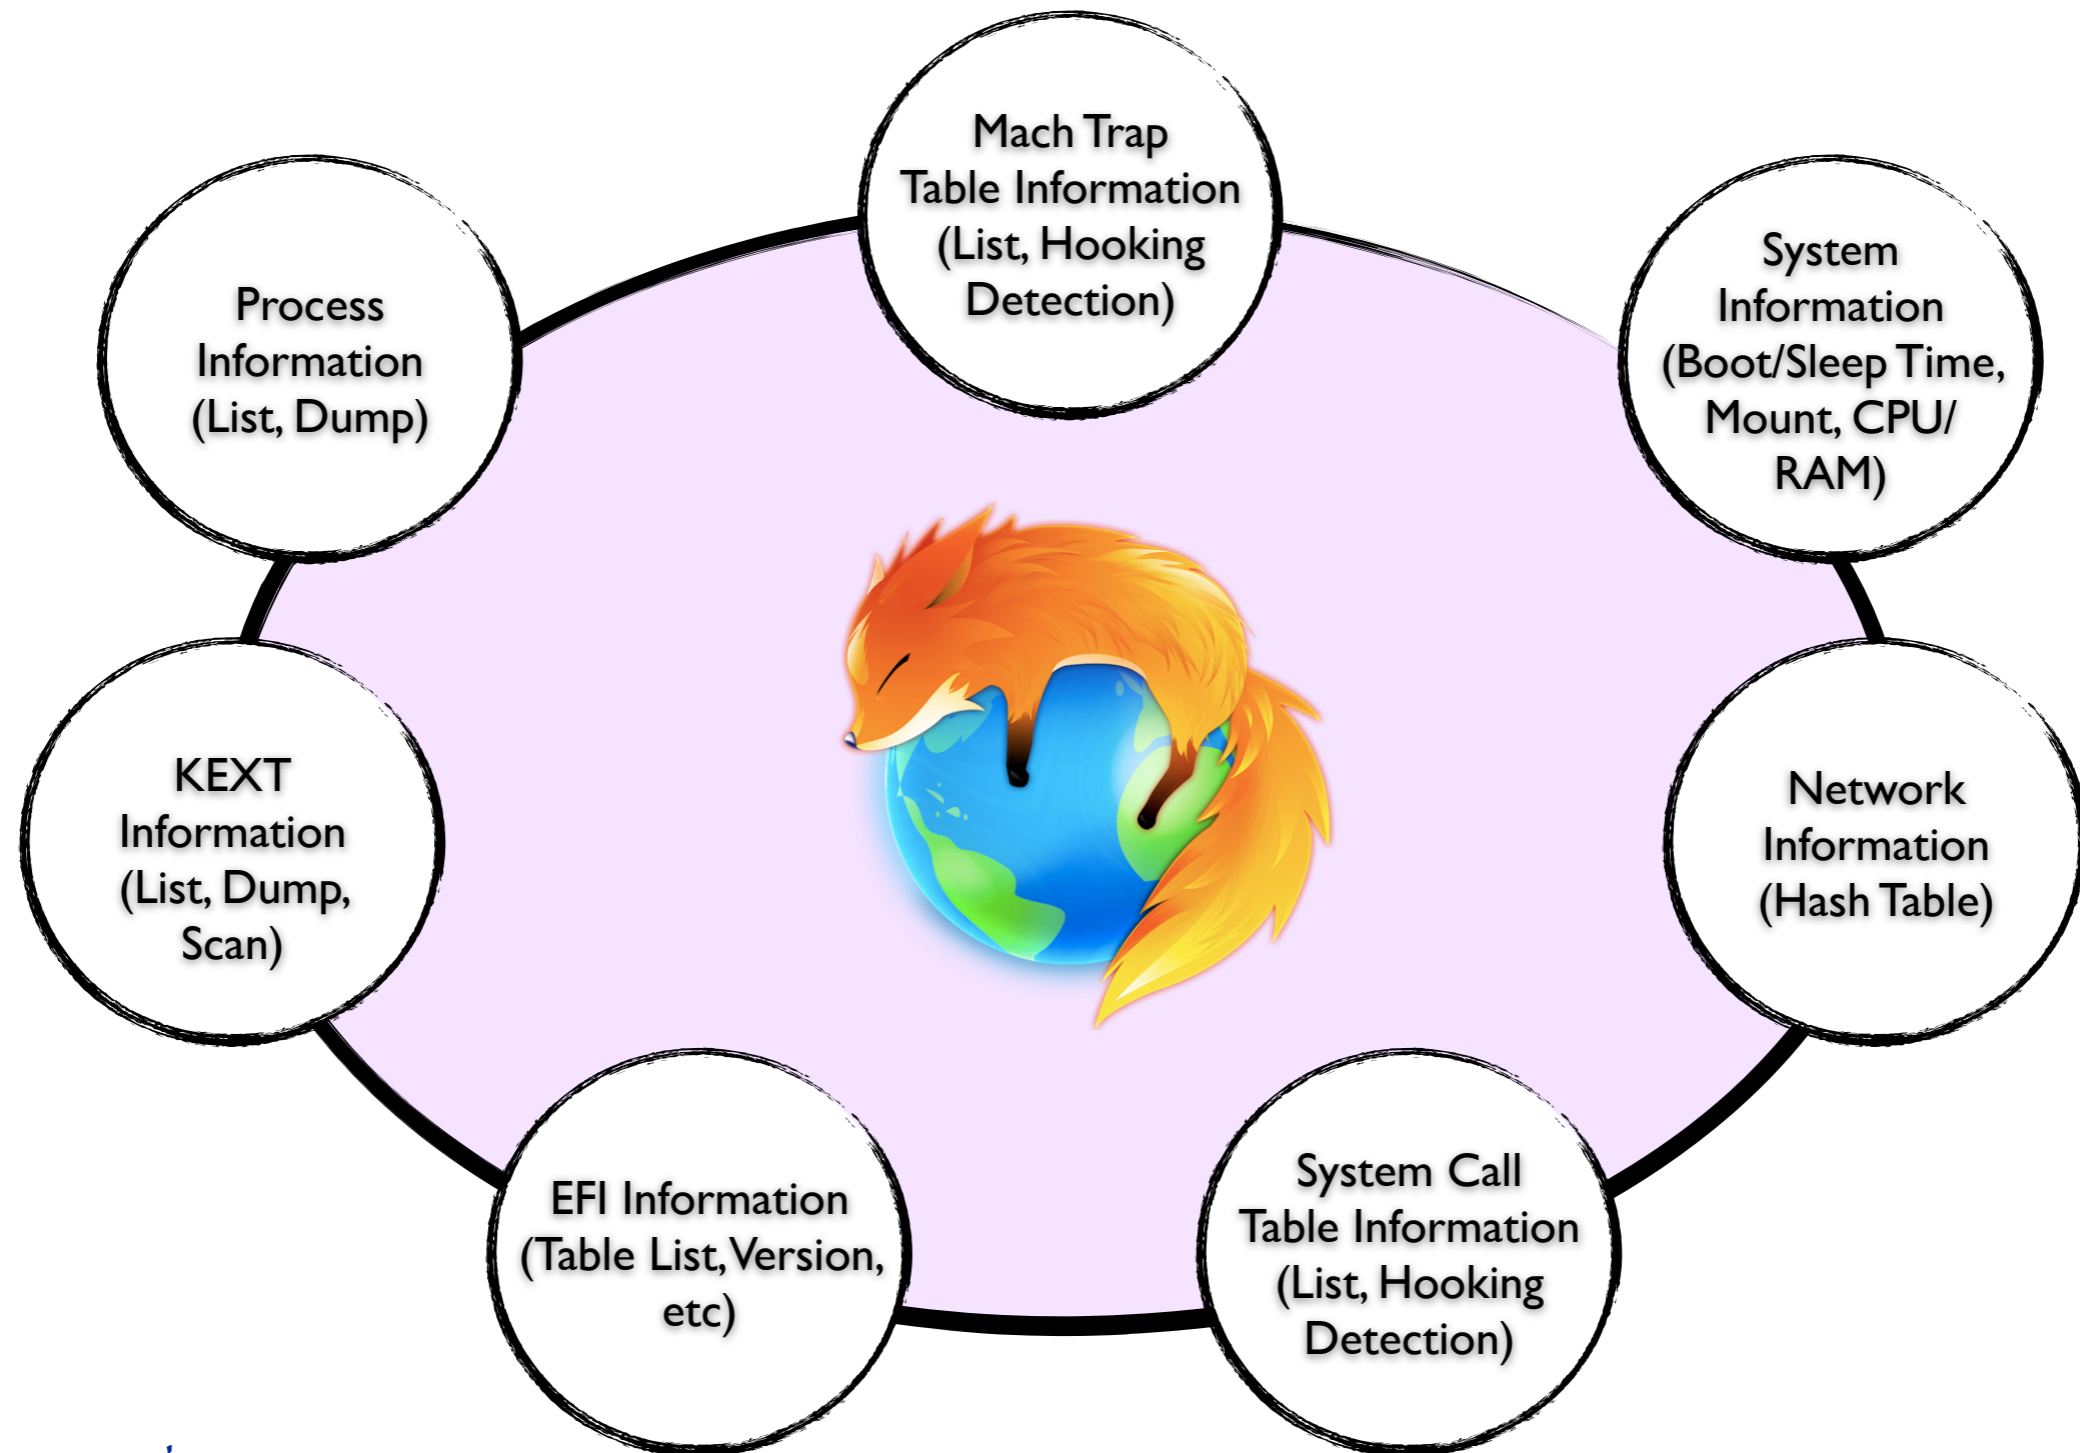 Mach Trap
Table Information
(List, Hooking
Detection)
Process
Information
(List, Dump)
System
Information
(Boot/Sleep Time,
Mount, CPU/
RAM)
KEXT
Information
(List, Dump,
Scan)
Network
Information
(Hash Table)
EFI Information
(Table List, Version,
etc)
System Call
Table Information
(List, Hooking
Detection)